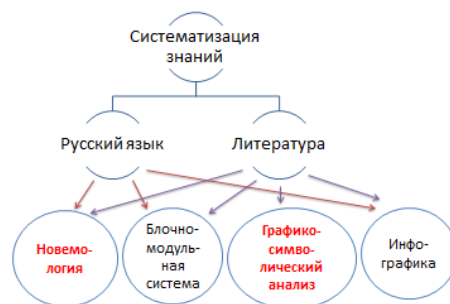 Систематизация
знаний
Русский язык
Литература
Новемо-
логия
Блочно-
модуль-
ная
система
Графико-
симво-
лический
анализ
Инфо-
графика